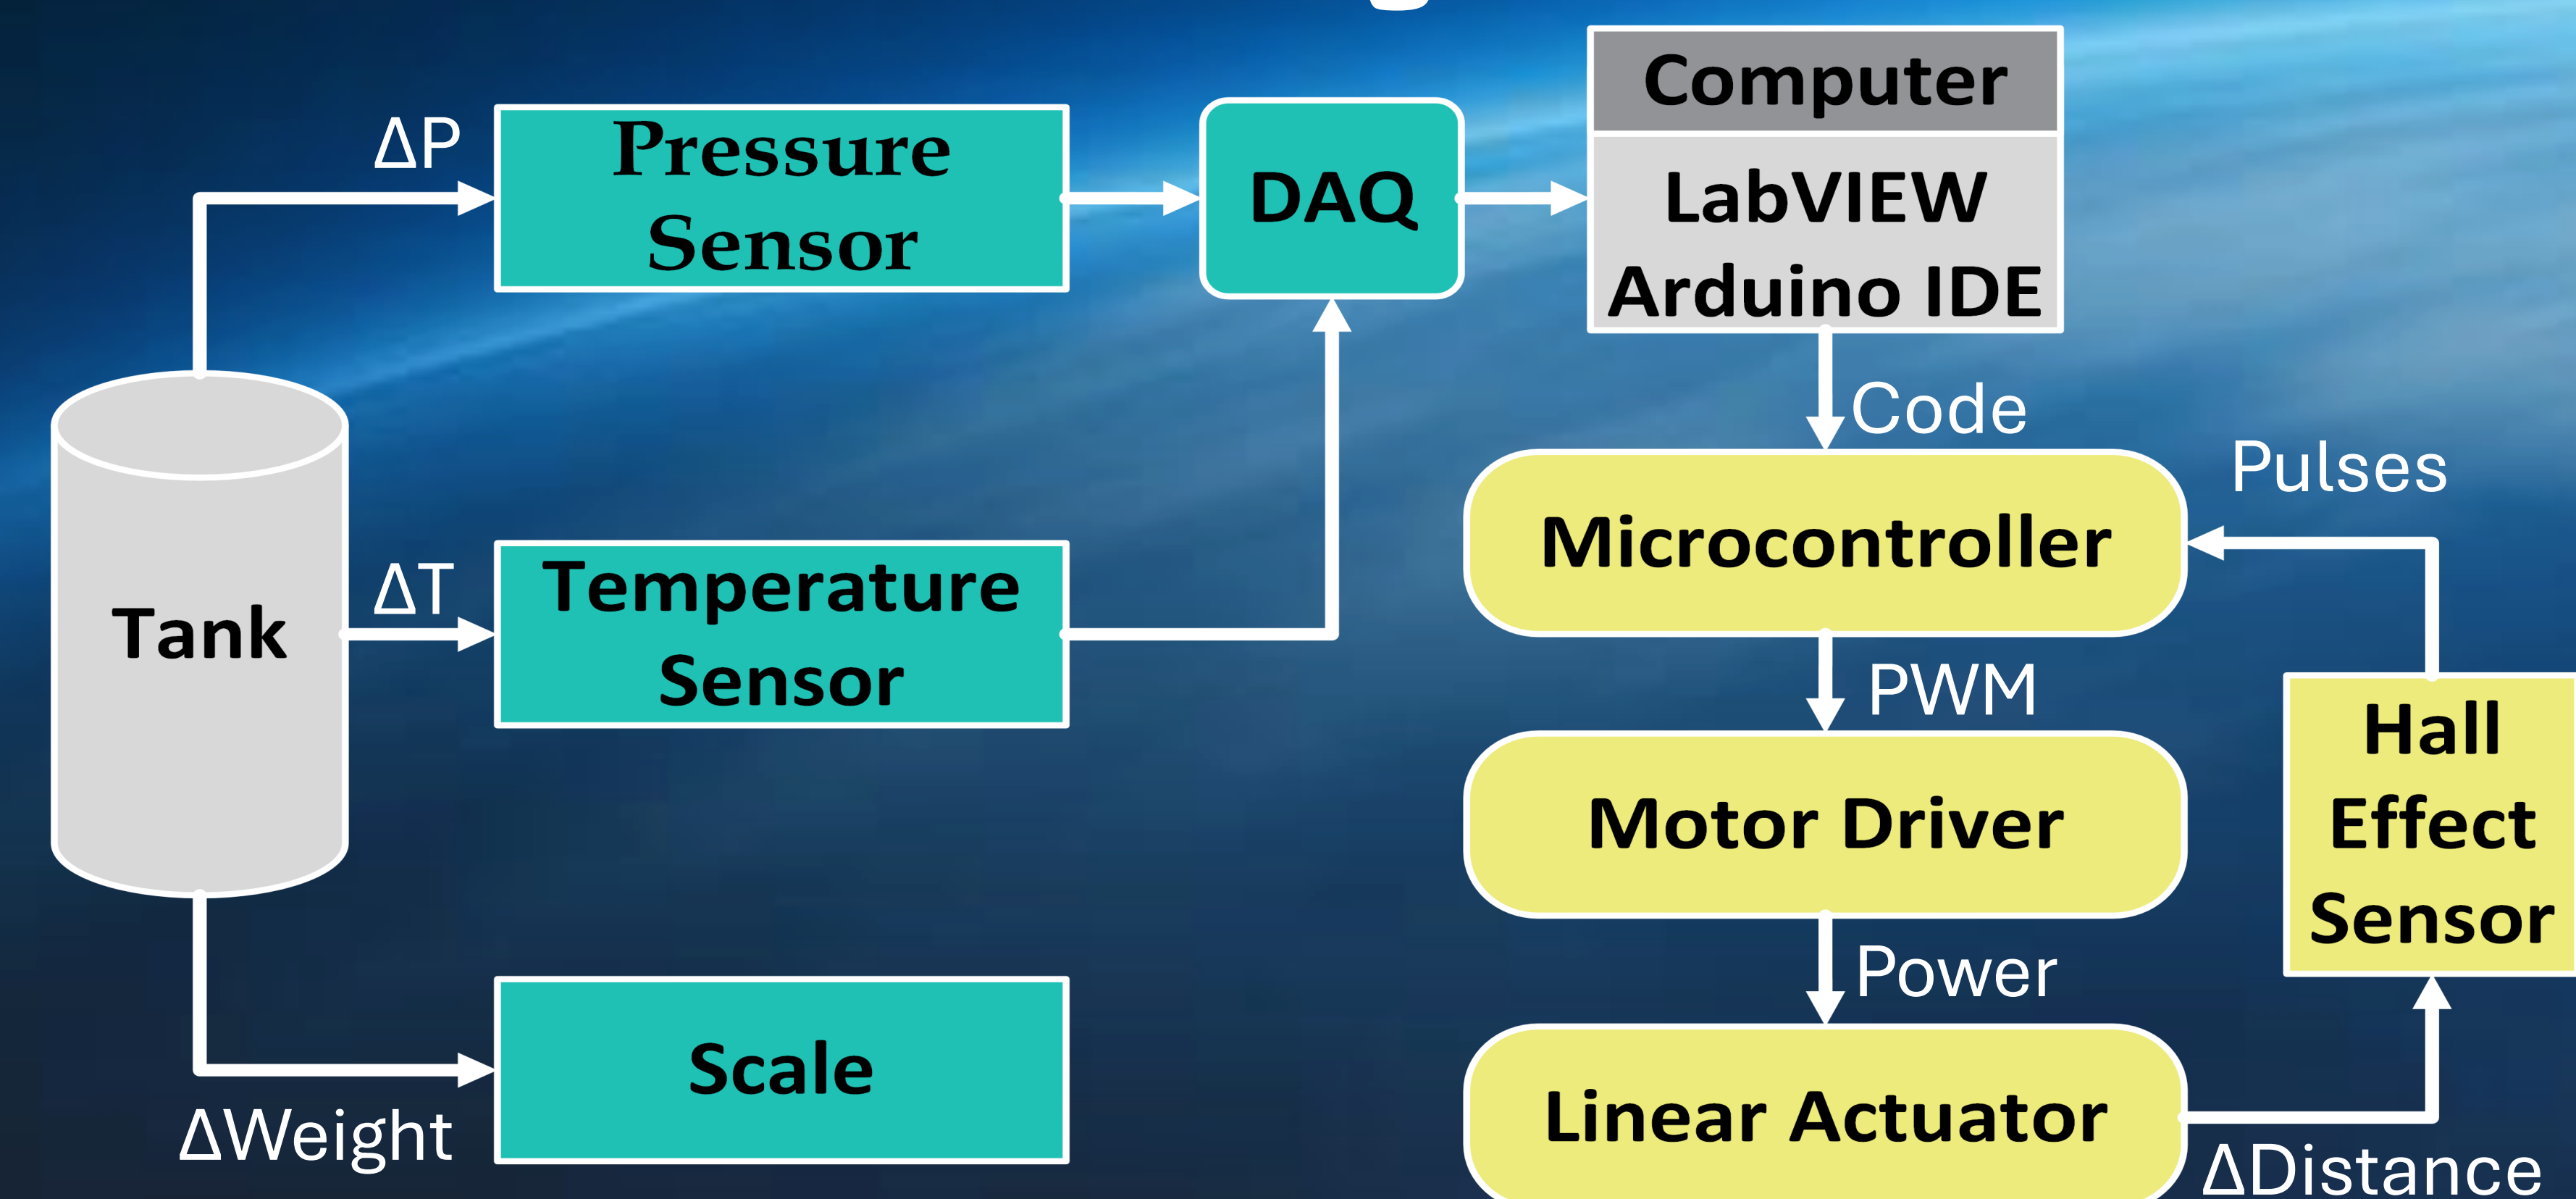 ΔP
Pressure
Sensor
DAQ
Computer
LabVIEW
Arduino IDE
Code
Pulses
Microcontroller
Tank
ΔT
Temperature
Sensor
PWM
Motor Driver
Hall
Effect
Sensor
Power
Scale
ΔWeight
Linear Actuator
ΔDistance